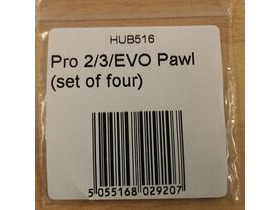 HUB516
Pro 2/3/EVO Pawl
(set of four)
5 055168 029207